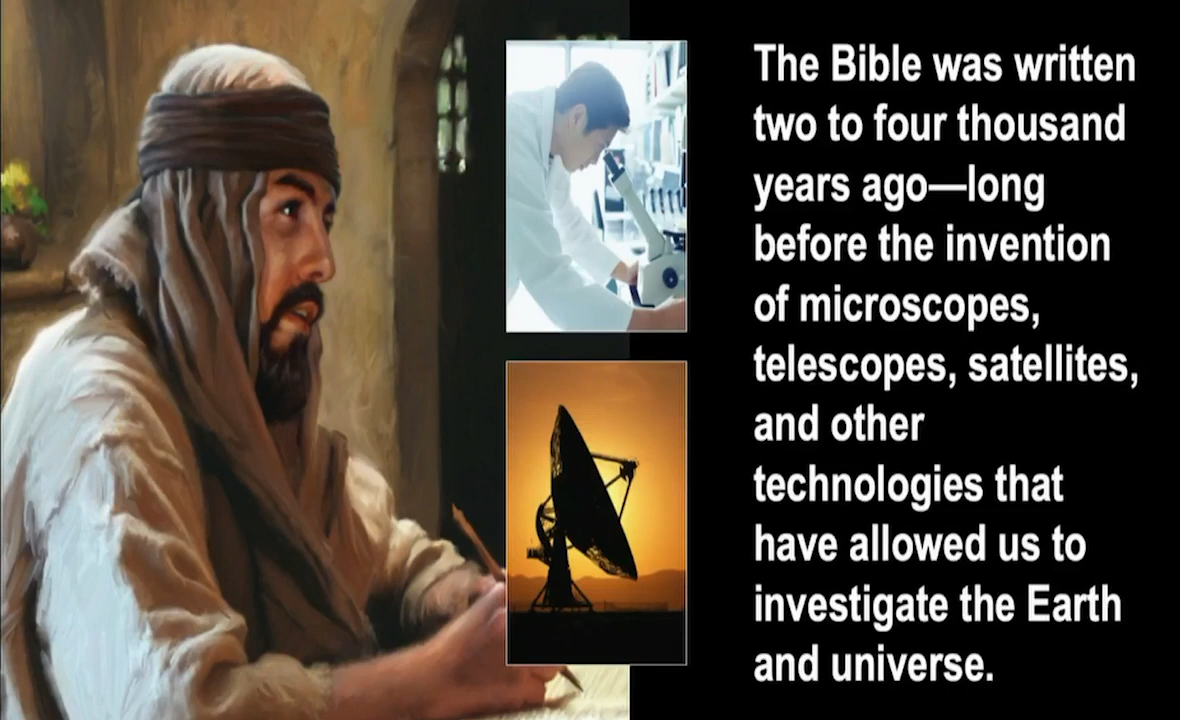 The Bible was written
two to four thousand
years ago—long
before the invention
of microscopes,
telescopes, satellites,
and other
technologies that
have allowed us to
investigate the Earth
and universe.